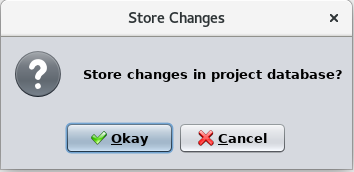 Store Changes
Store changes in project database?
Okay
Cancel